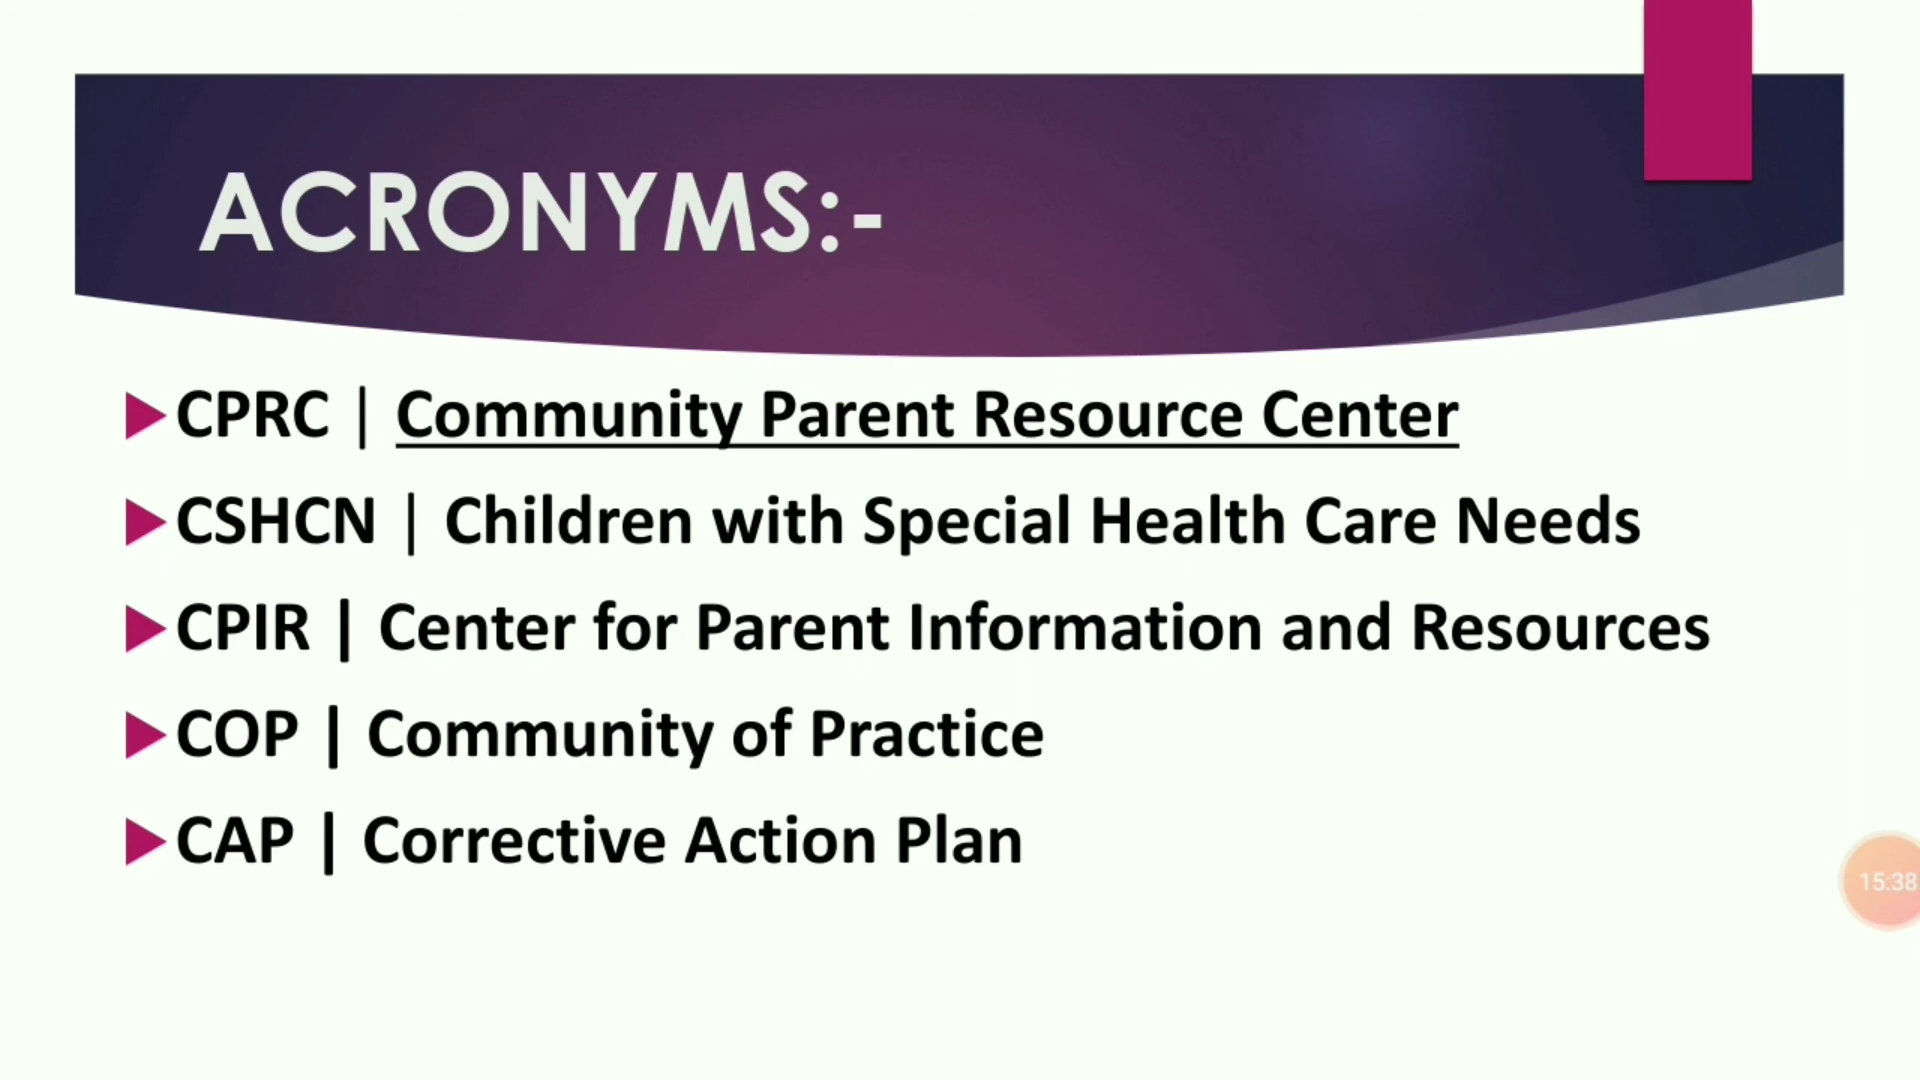 ACRONYMS:-
CPRC | Community Parent Resource Center
CSHCN | Children with Special Health Care Needs
CPIR | Center for Parent Information and Resources
COP | Community of Practice
CAP | Corrective Action Plan
15:38